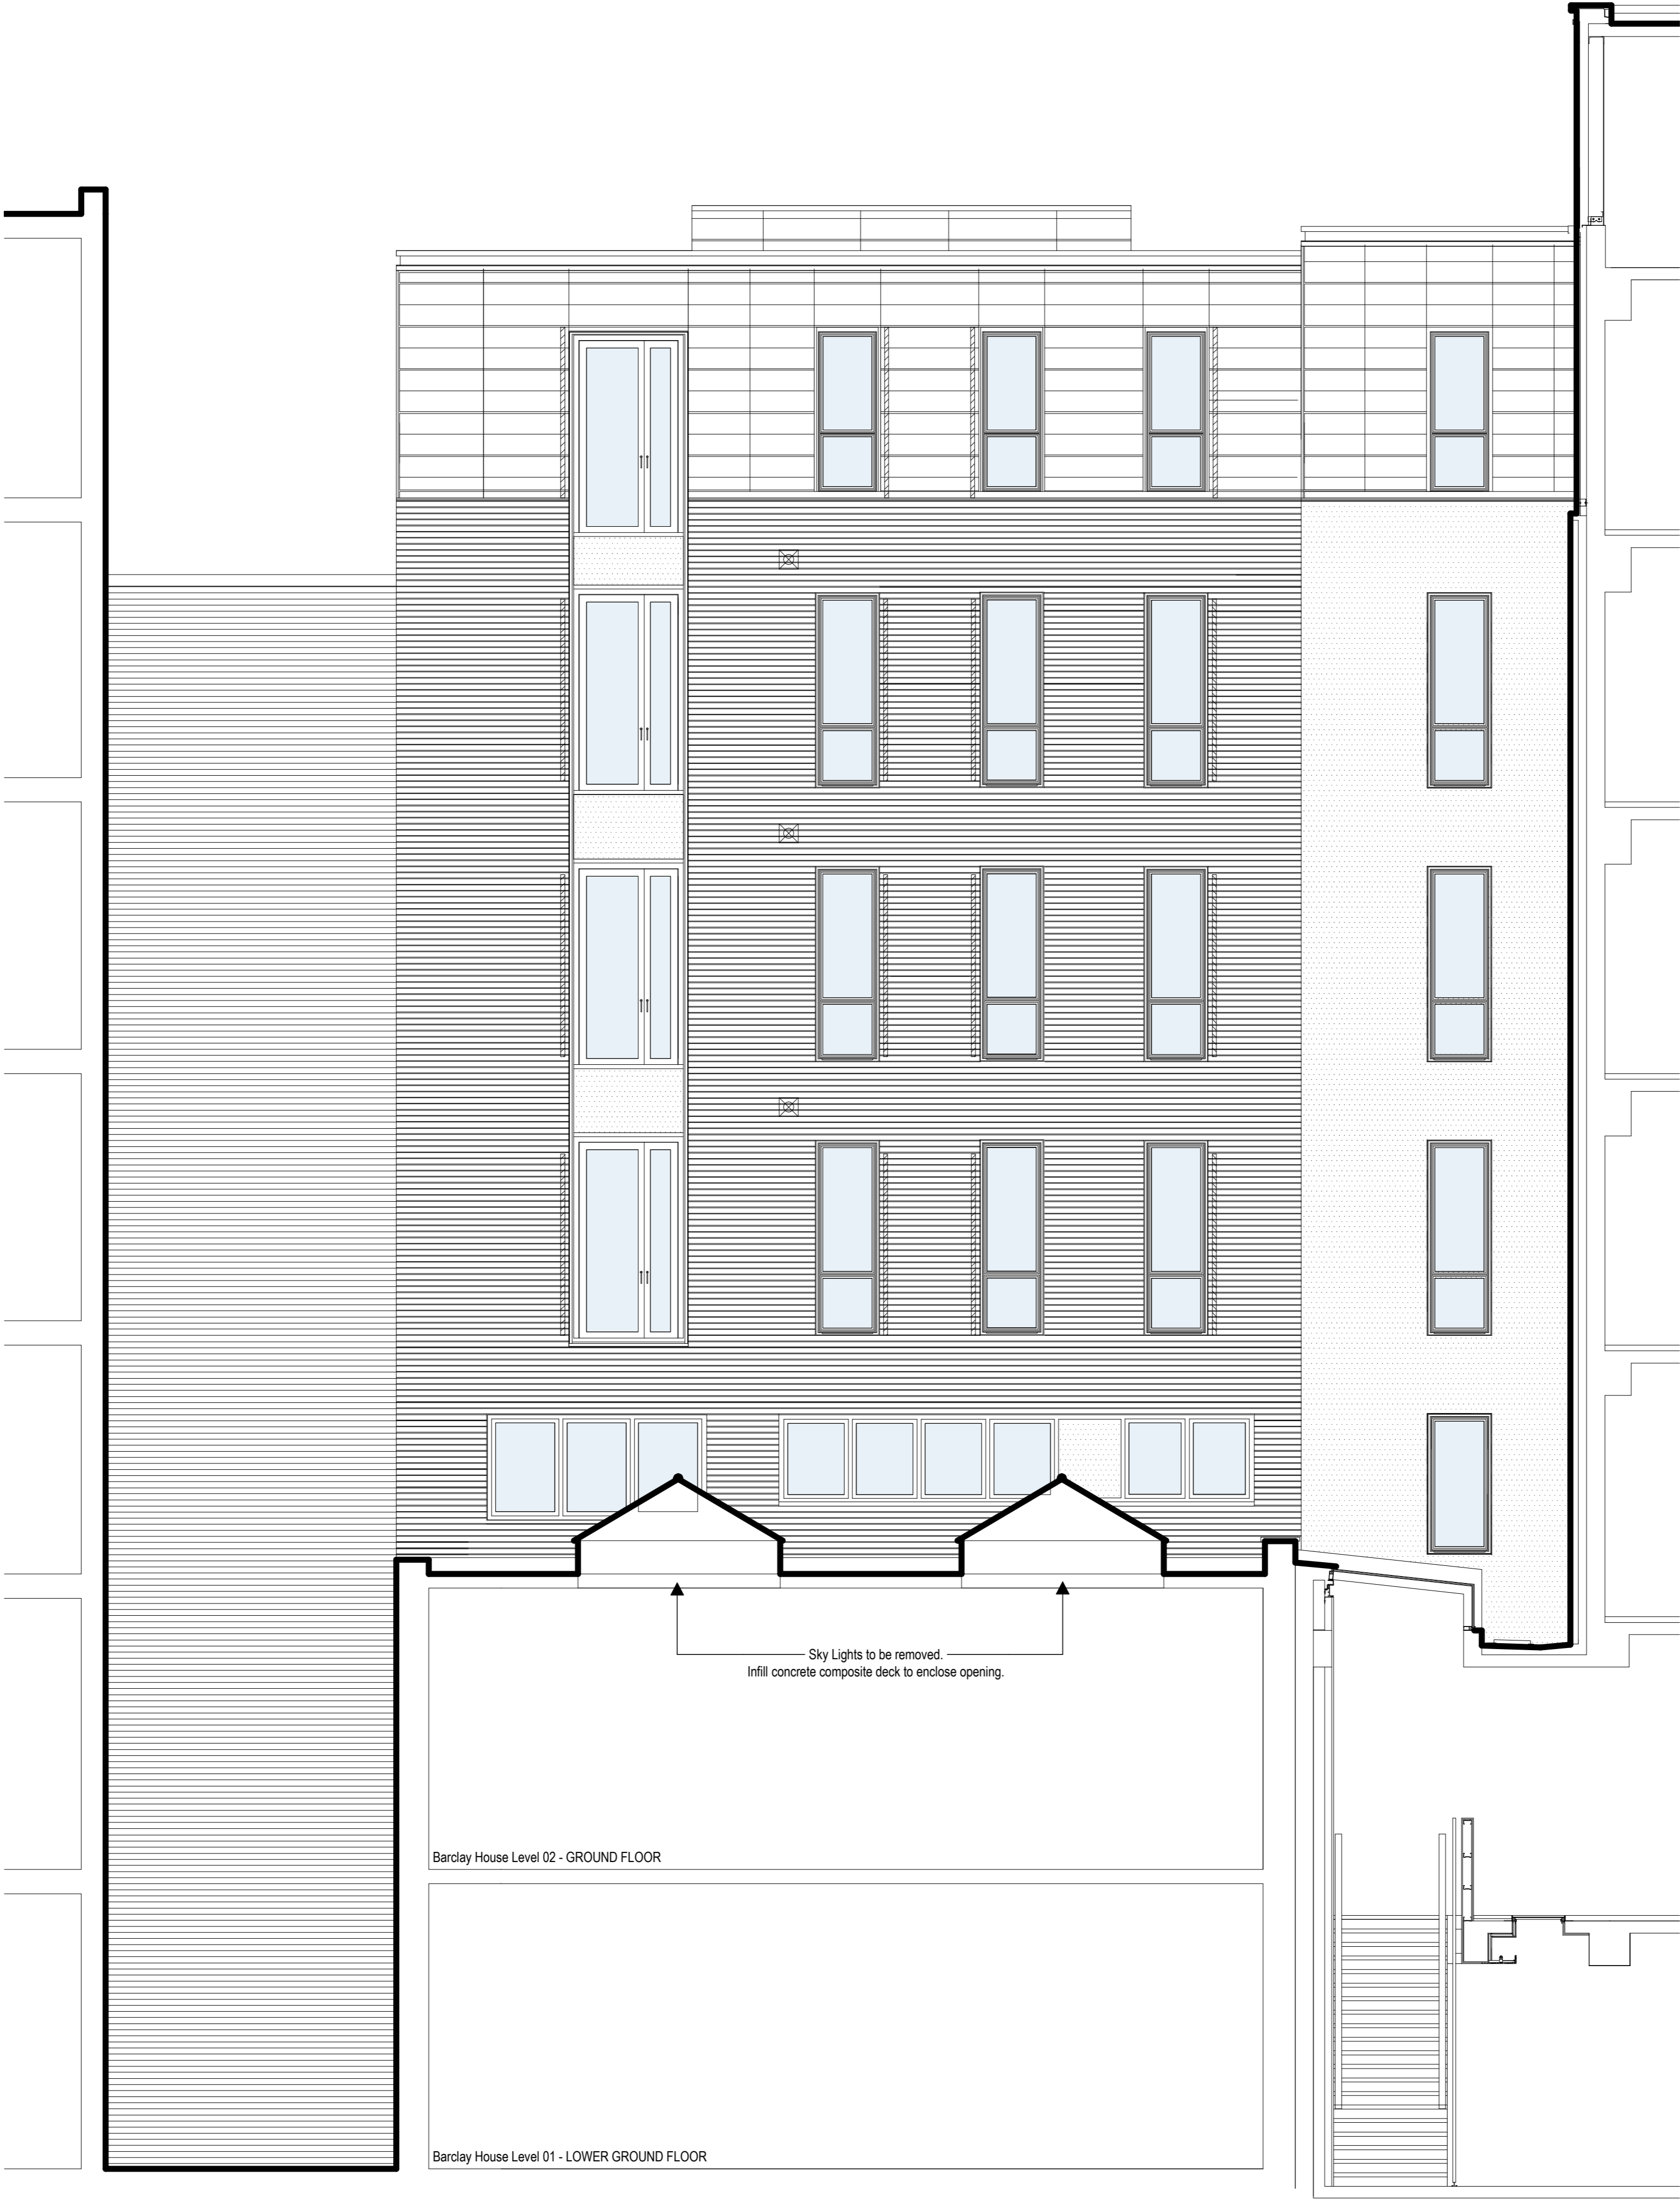 Sky Lights to be removed.
Infill concrete composite deck to enclose opening.
Barclay House Level 02 - GROUND FLOOR
Barclay House Level 01 - LOWER GROUND FLOOR